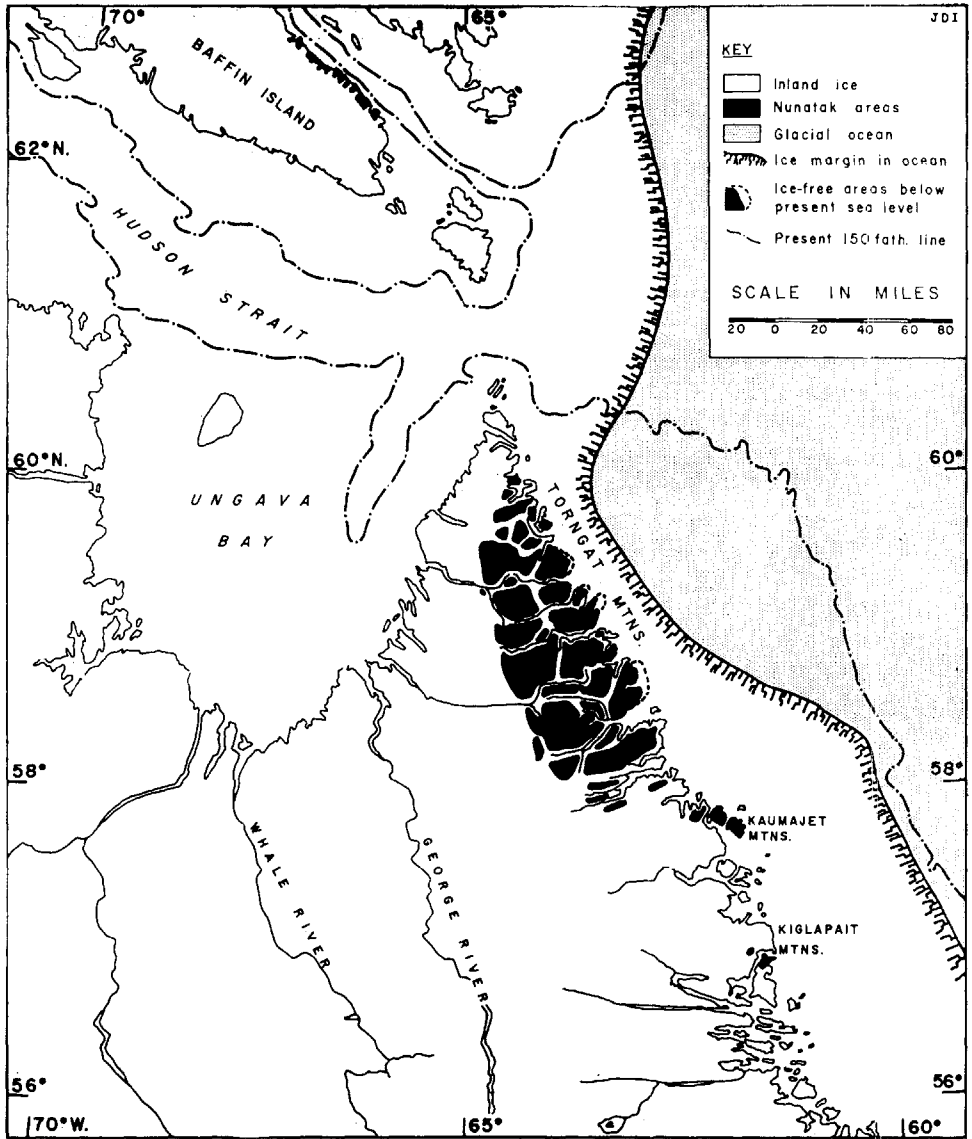 70°
65°
JDI
KEY
Inland ice
Nunatak areas
Glacial ocean
Ice margin in ocean
Ice-free areas below
present sea level
Present 150 fath. line
SCALE IN MILES
20 0 20 40 60 80
BAFFIN ISLAND
62°N.
HUDSON STRAIT
60°N.
60°
UNGAVA
BAY
TORNGAT MTNS.
58°
58°
KAUMAJET
MTNS.
WHALE RIVER
GEORGE RIVER
KIGLAPAIT
MTNS.
56°
56°
70°W.
65°
60°